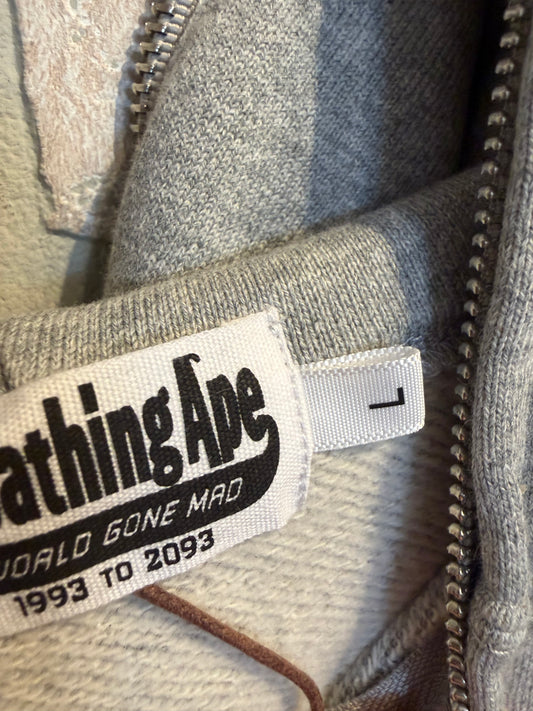 athing Ape
WORLD GONE MAD
1993 TO 2093
L